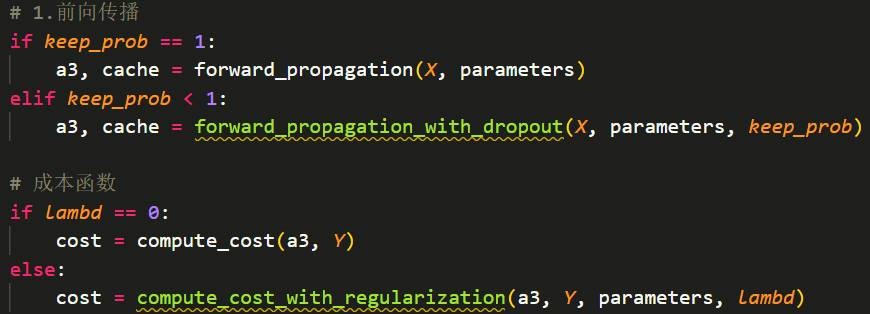 # 1.前向传播
if keep_prob == 1:
    a3, cache = forward_propagation(X, parameters)
elif keep_prob < 1:
    a3, cache = forward_propagation_with_dropout(X, parameters, keep_prob)
# 成本函数
if lambd == 0:
    cost = compute_cost(a3, Y)
else:
    cost = compute_cost_with_regularization(a3, Y, parameters, lambd)